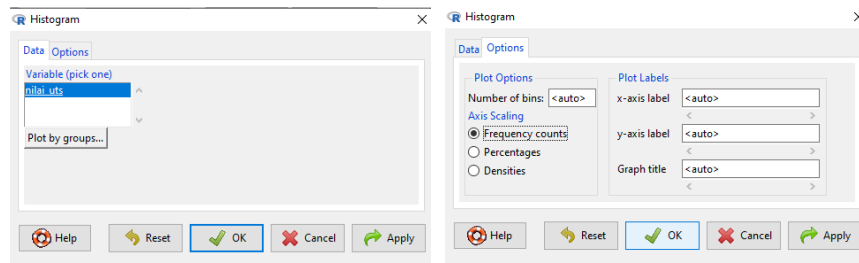 Histogram
Data Options
Variable (pick one)
nilai_uts
Plot by groups...
Help Reset OK Cancel Apply
Histogram
Data Options
Plot Options
Number of bins: <auto>
Axis Scaling
Frequency counts
Percentages
Densities
Plot Labels
x-axis label <auto>
y-axis label <auto>
Graph title <auto>
Help Reset OK Cancel Apply